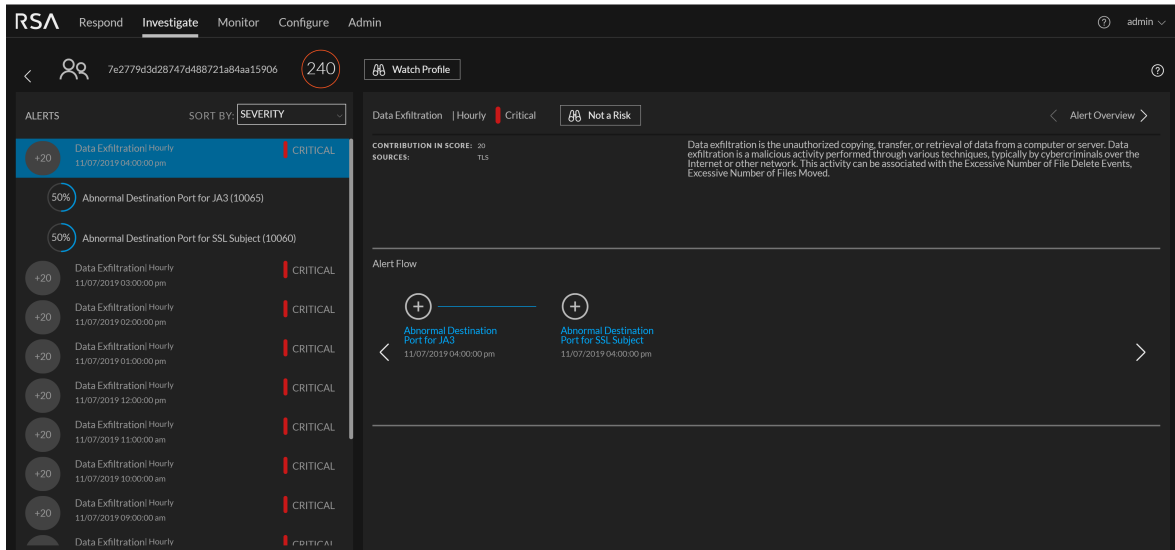 RSA Respond Investigate Monitor Configure Admin admin
7e2779d3d28747d488721a84aa15906 240 Watch Profile
ALERTS SORT BY: SEVERITY
+20 Data Exfiltration| Hourly CRITICAL
11/07/2019 04:00:00 pm
50% Abnormal Destination Port for JA3 (10065)
50% Abnormal Destination Port for SSL Subject (10060)
+20 Data Exfiltration| Hourly CRITICAL
11/07/2019 03:00:00 pm
+20 Data Exfiltration| Hourly CRITICAL
11/07/2019 02:00:00 pm
+20 Data Exfiltration| Hourly CRITICAL
11/07/2019 01:00:00 pm
+20 Data Exfiltration| Hourly CRITICAL
11/07/2019 12:00:00 pm
+20 Data Exfiltration| Hourly CRITICAL
11/07/2019 11:00:00 am
+20 Data Exfiltration| Hourly CRITICAL
11/07/2019 10:00:00 am
+20 Data Exfiltration| Hourly CRITICAL
11/07/2019 09:00:00 am
Data Exfiltration| Hourly CRITICAL
Data Exfiltration | Hourly Critical Not a Risk Alert Overview
CONTRIBUTION IN SCORE: 20
SOURCES: TLS
Data exfiltration is the unauthorized copying, transfer, or retrieval of data from a computer or server. Data
exfiltration is a malicious activity performed through various techniques, typically by cybercriminals over the
Internet or other network. This activity can be associated with the Excessive Number of File Delete Events,
Excessive Number of Files Moved.
Alert Flow
Abnormal Destination
Port for JA3
11/07/2019 04:00:00 pm
Abnormal Destination
Port for SSL Subject
11/07/2019 04:00:00 pm